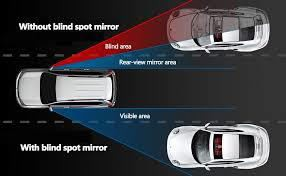 Without blind spot mirror
Blind area
Rear-view mirror area
Visible area
With blind spot mirror